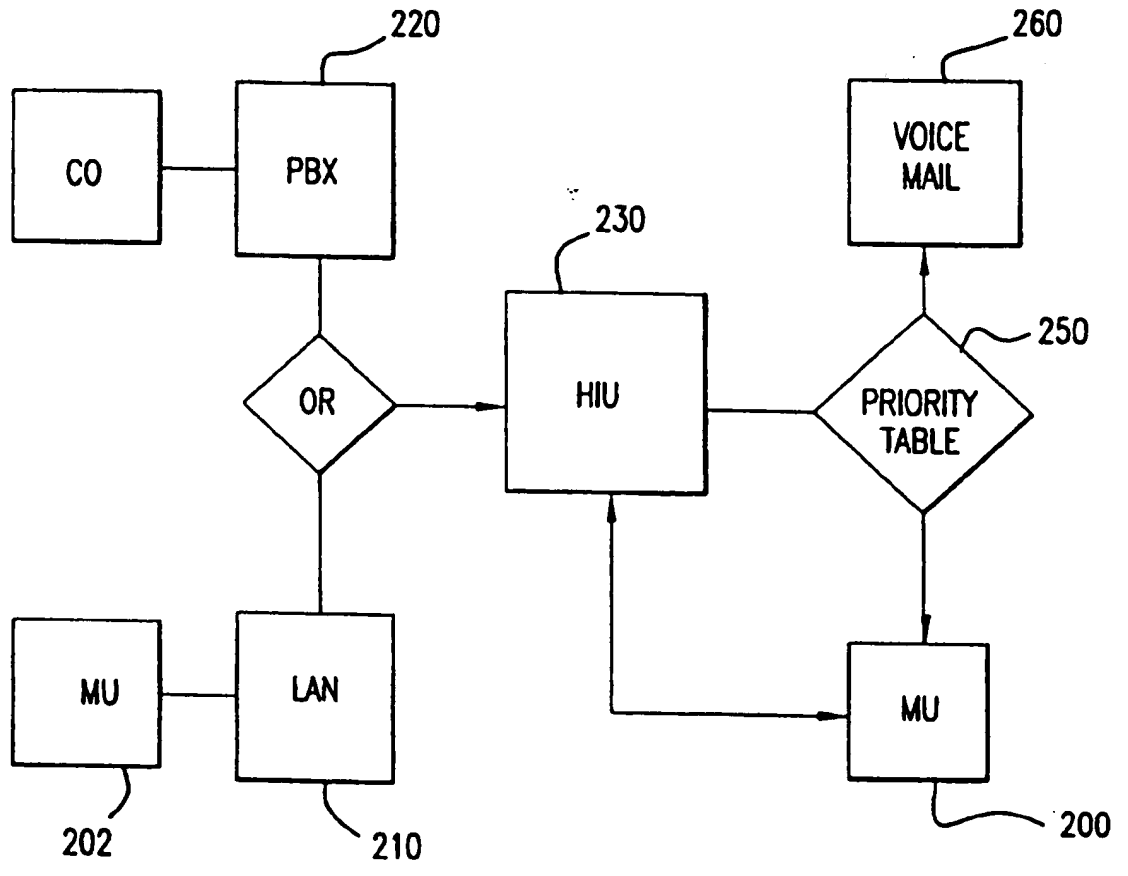 220
260
CO
PBX
VOICE
MAIL
230
250
OR
HIU
PRIORITY
TABLE
MU
LAN
MU
202
210
200